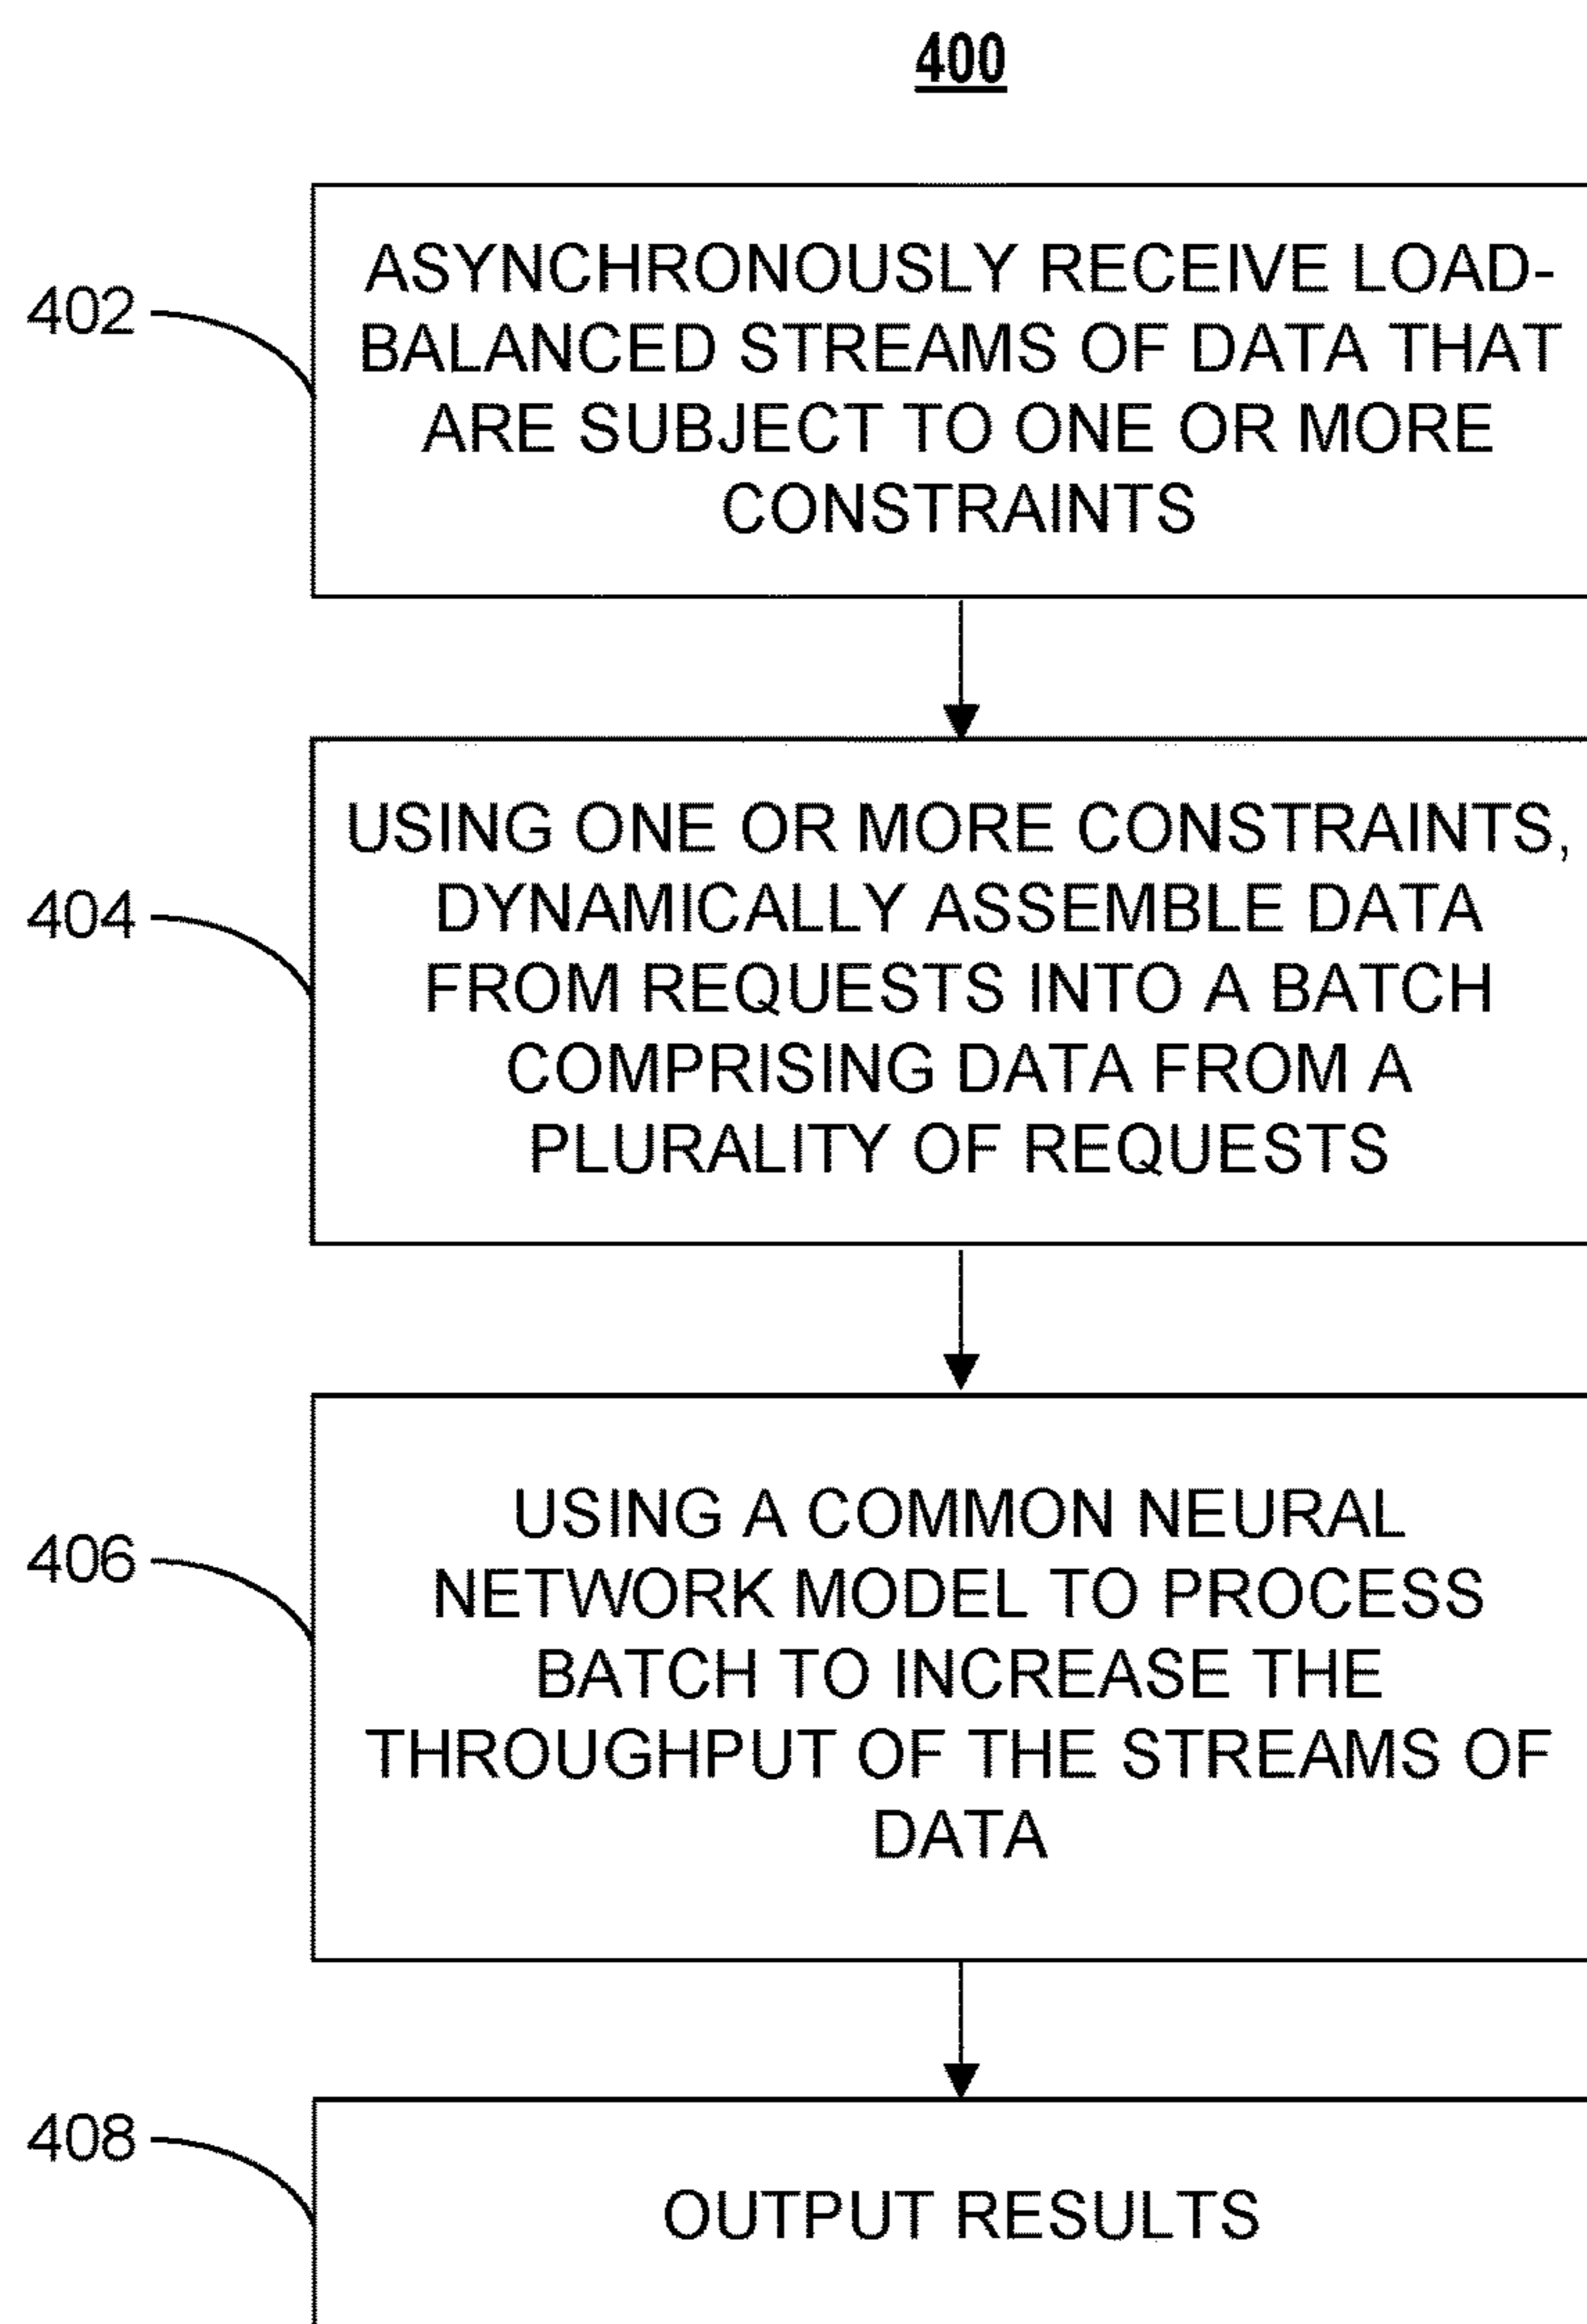 400
402
ASYNCHRONOUSLY RECEIVE LOAD-
BALANCED STREAMS OF DATA THAT
ARE SUBJECT TO ONE OR MORE
CONSTRAINTS
404
USING ONE OR MORE CONSTRAINTS,
DYNAMICALLY ASSEMBLE DATA
FROM REQUESTS INTO A BATCH
COMPRISING DATA FROM A
PLURALITY OF REQUESTS
406
USING A COMMON NEURAL
NETWORK MODEL TO PROCESS
BATCH TO INCREASE THE
THROUGHPUT OF THE STREAMS OF
DATA
408
OUTPUT RESULTS